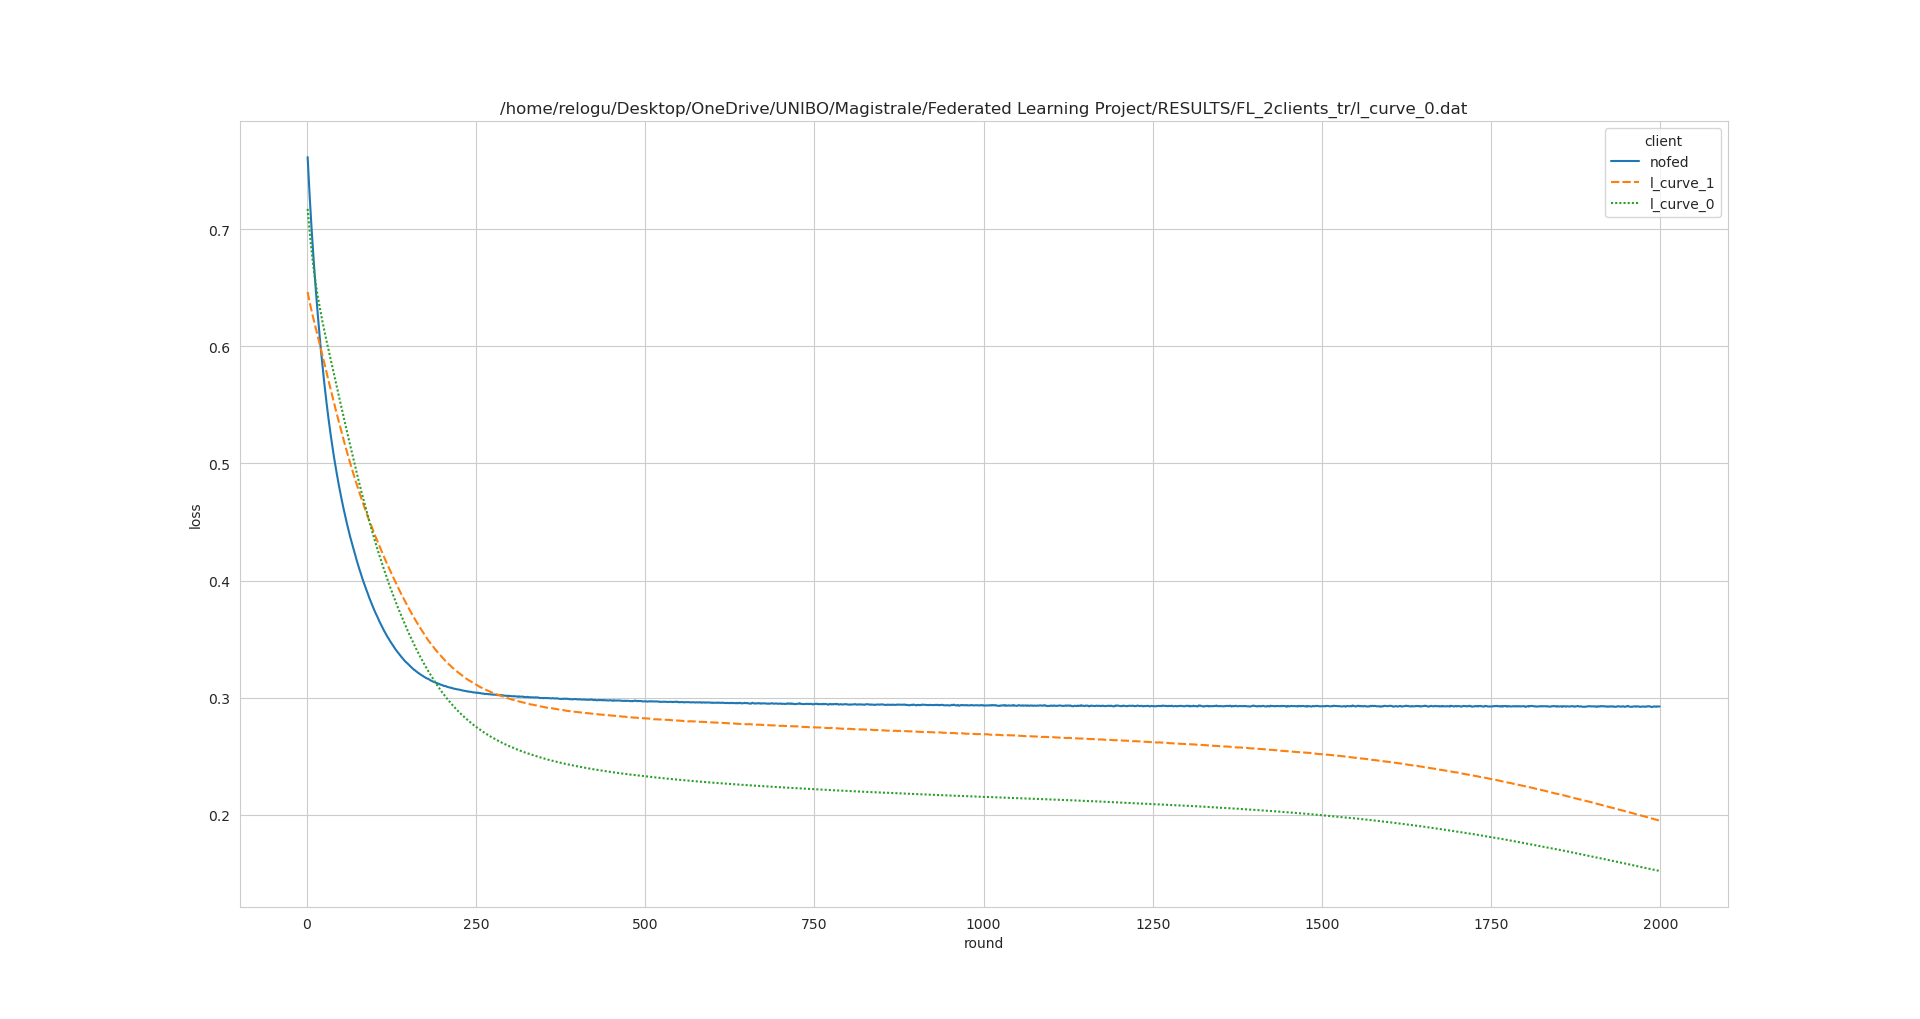 /home/relogu/Desktop/OneDrive/UNIBO/Magistrale/Federated Learning Project/RESULTS/FL_2clients_tr/l_curve_0.dat
client
nofed
l_curve_1
l_curve_0
0.7
0.6
0.5
0.4
0.3
0.2
loss
0 250 500 750 1000 1250 1500 1750 2000
round